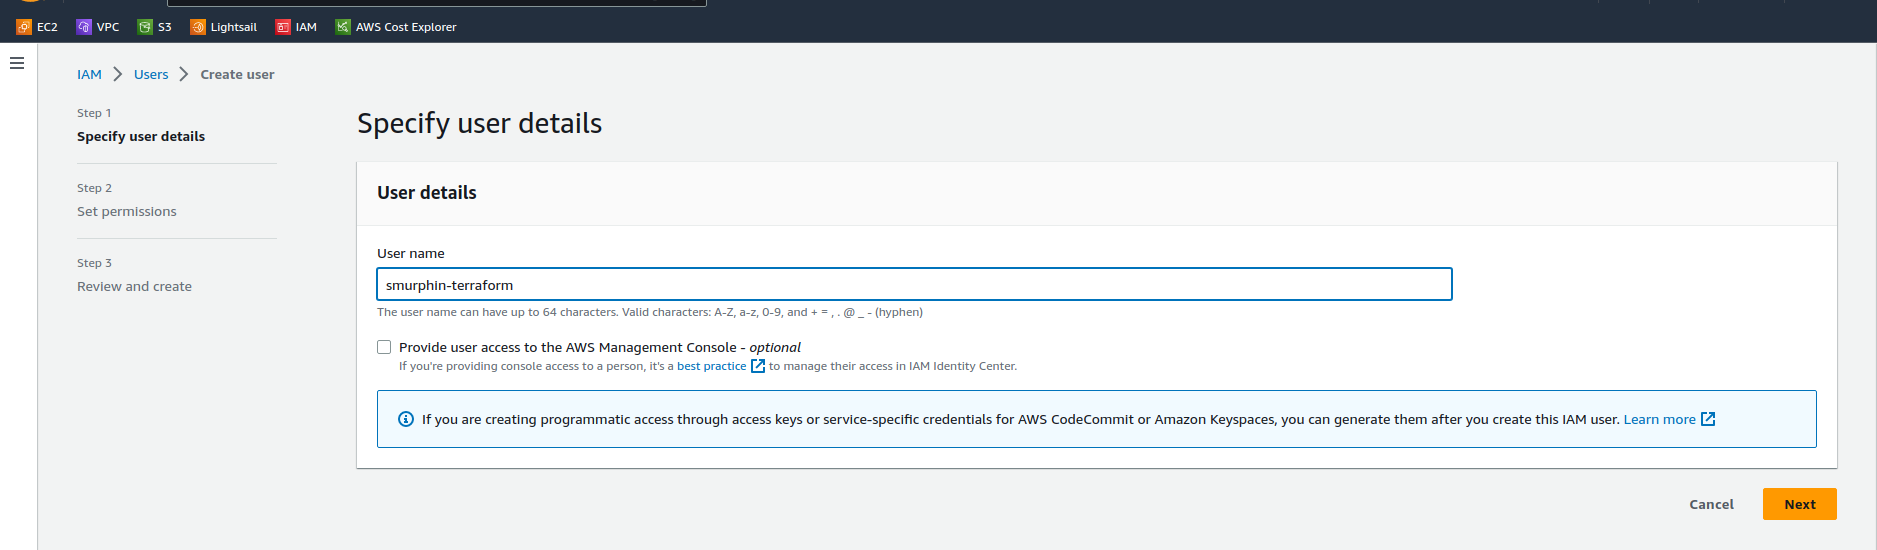 EC2 VPC S3 Lightsail IAM AWS Cost Explorer
IAM Users Create user
Step 1
Specify user details
Step 2
Set permissions
Step 3
Review and create
Specify user details
User details
User name
smurphin-terraform
The user name can have up to 64 characters. Valid characters: A-Z, a-z, 0-9, and + = , . @ _ - (hyphen)
Provide user access to the AWS Management Console - optional
If you're providing console access to a person, it's a best practice to manage their access in IAM Identity Center.
If you are creating programmatic access through access keys or service-specific credentials for AWS CodeCommit or Amazon Keyspaces, you can generate them after you create this IAM user. Learn more
Cancel Next